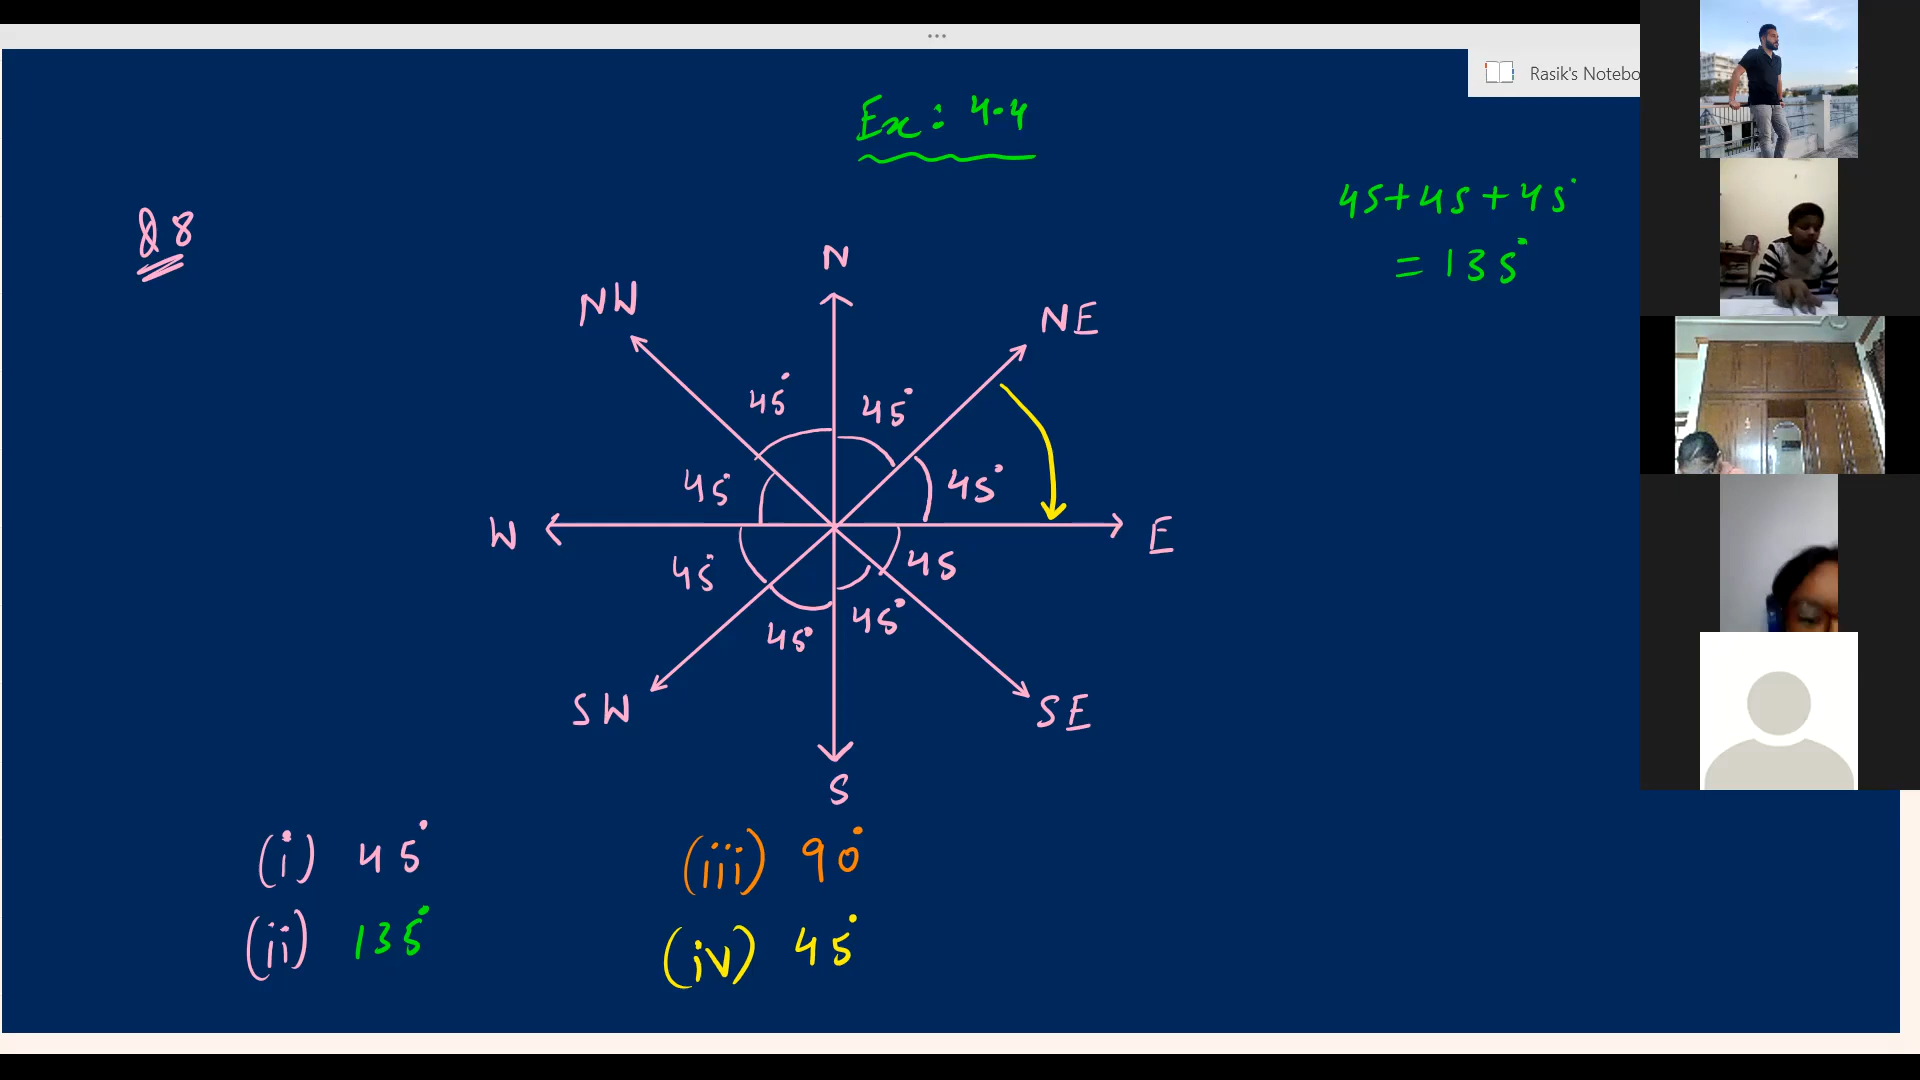 ...
Rasik's Notebo
Ex: 4.4
Q8
45+45+45°
= 135°
N
NW
NE
45°
45°
45°
45°
W
E
45°
45
45°
45°
SW
SE
S
(i) 45°
(iii) 90°
(ii) 135°
(iv) 45°